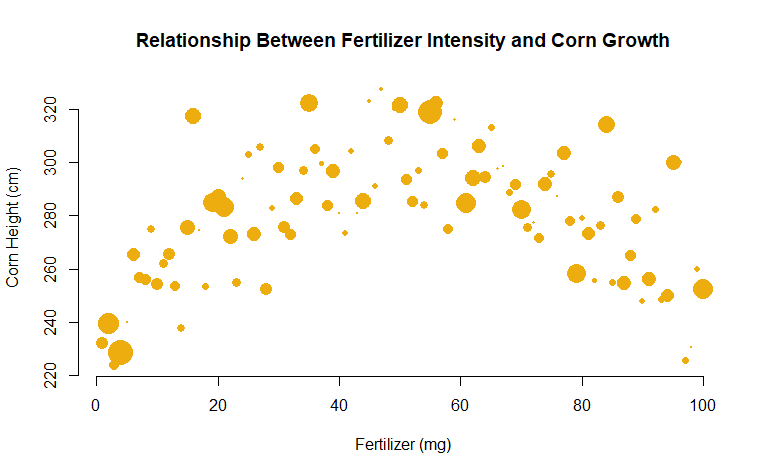 Relationship Between Fertilizer Intensity and Corn Growth
Corn Height (cm)
320
300
280
260
240
220
0 20 40 60 80 100
Fertilizer (mg)